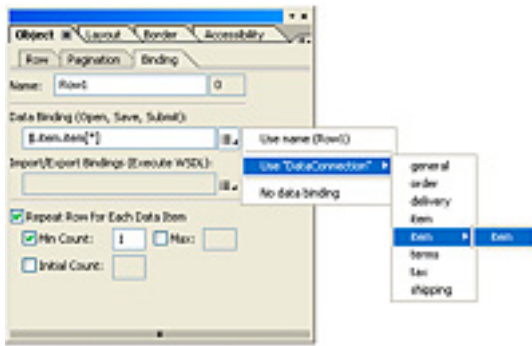 Object Layout Border Accessibility
Row Pagination Binding
Name: Row1 0
Data Binding (Open, Save, Submit):
$.item.item[*]
Use name (Row1)
Import/Export Bindings (Execute WSDL):
Use "DataConnection"
No data binding
general
order
delivery
item
item
item
terms
tax
shipping
Repeat Row for Each Data Item
Min Count: 1 Max:
Initial Count: